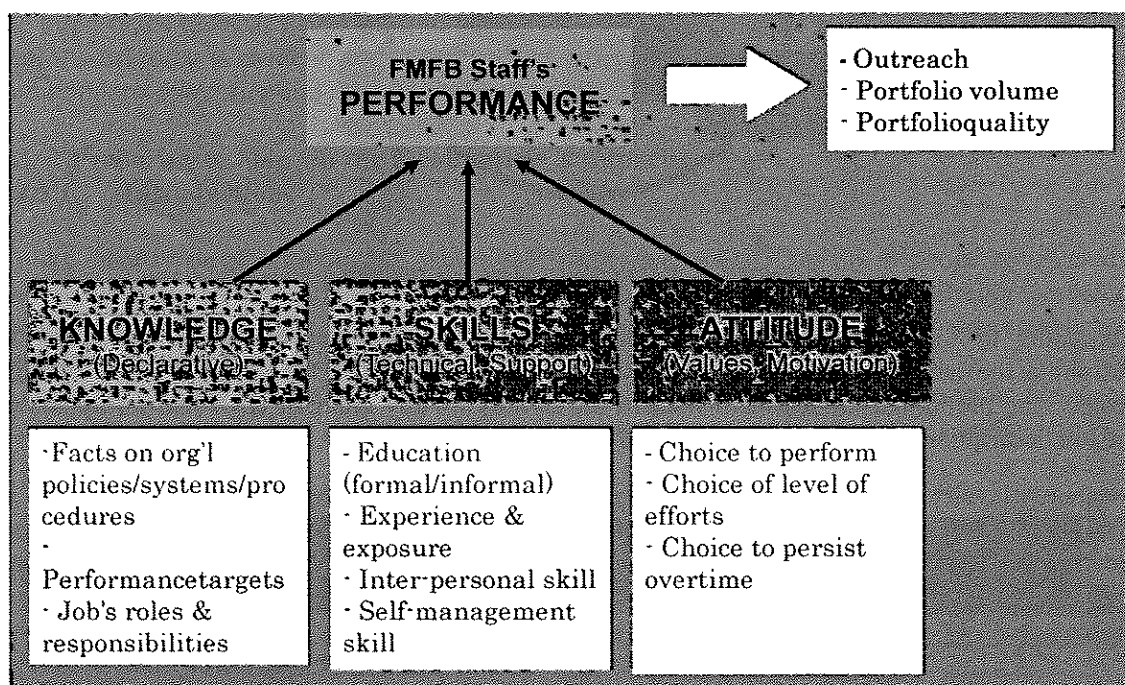 FMFB Staff's
PERFORMANCE
- Outreach
- Portfolio volume
- Portfolioquality
KNOWLEDGE
(Declarative)
SKILLS
(Technical, Support)
ATTITUDE
(Values, Motivation)
-Facts on org'l
policies/systems/pro
cedures
-
Performancetargets
- Job's roles &
responsibilities
- Education
(formal/informal)
- Experience &
exposure
- Inter-personal skill
- Self-management
skill
- Choice to perform
- Choice of level of
efforts
- Choice to persist
overtime